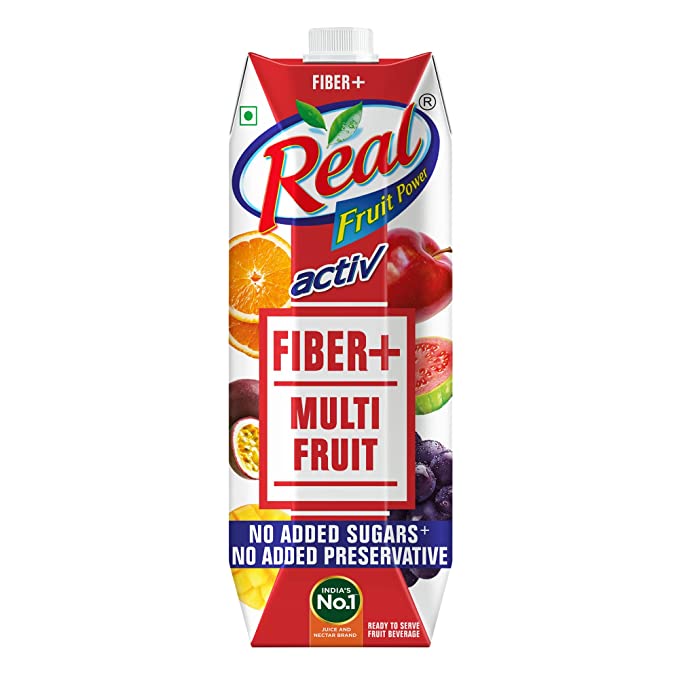 FIBER+
Real®
Fruit Power
activ
FIBER+
MULTI
FRUIT
NO ADDED SUGARS+
NO ADDED PRESERVATIVE
INDIA'S
No.1
JUICE AND
NECTAR BRAND
READY TO SERVE
FRUIT BEVERAGE